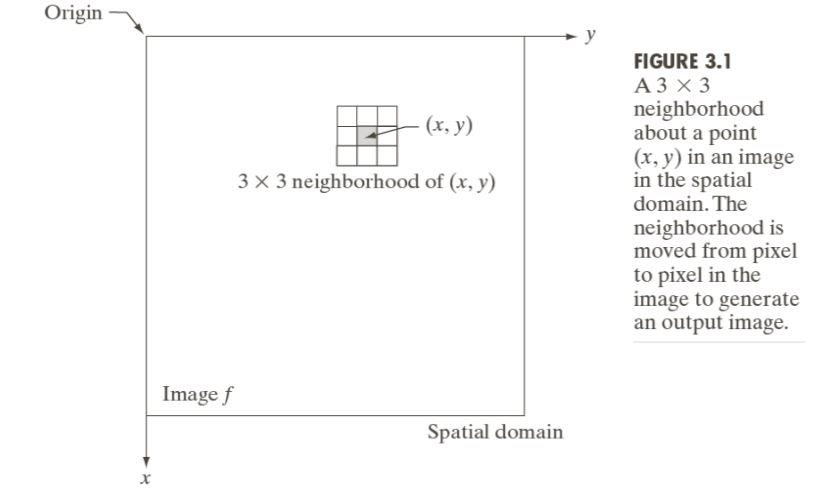 Origin
y
(x, y)
3 × 3 neighborhood of (x, y)
Image f
Spatial domain
x
FIGURE 3.1
A 3 × 3
neighborhood
about a point
(x, y) in an image
in the spatial
domain. The
neighborhood is
moved from pixel
to pixel in the
image to generate
an output image.